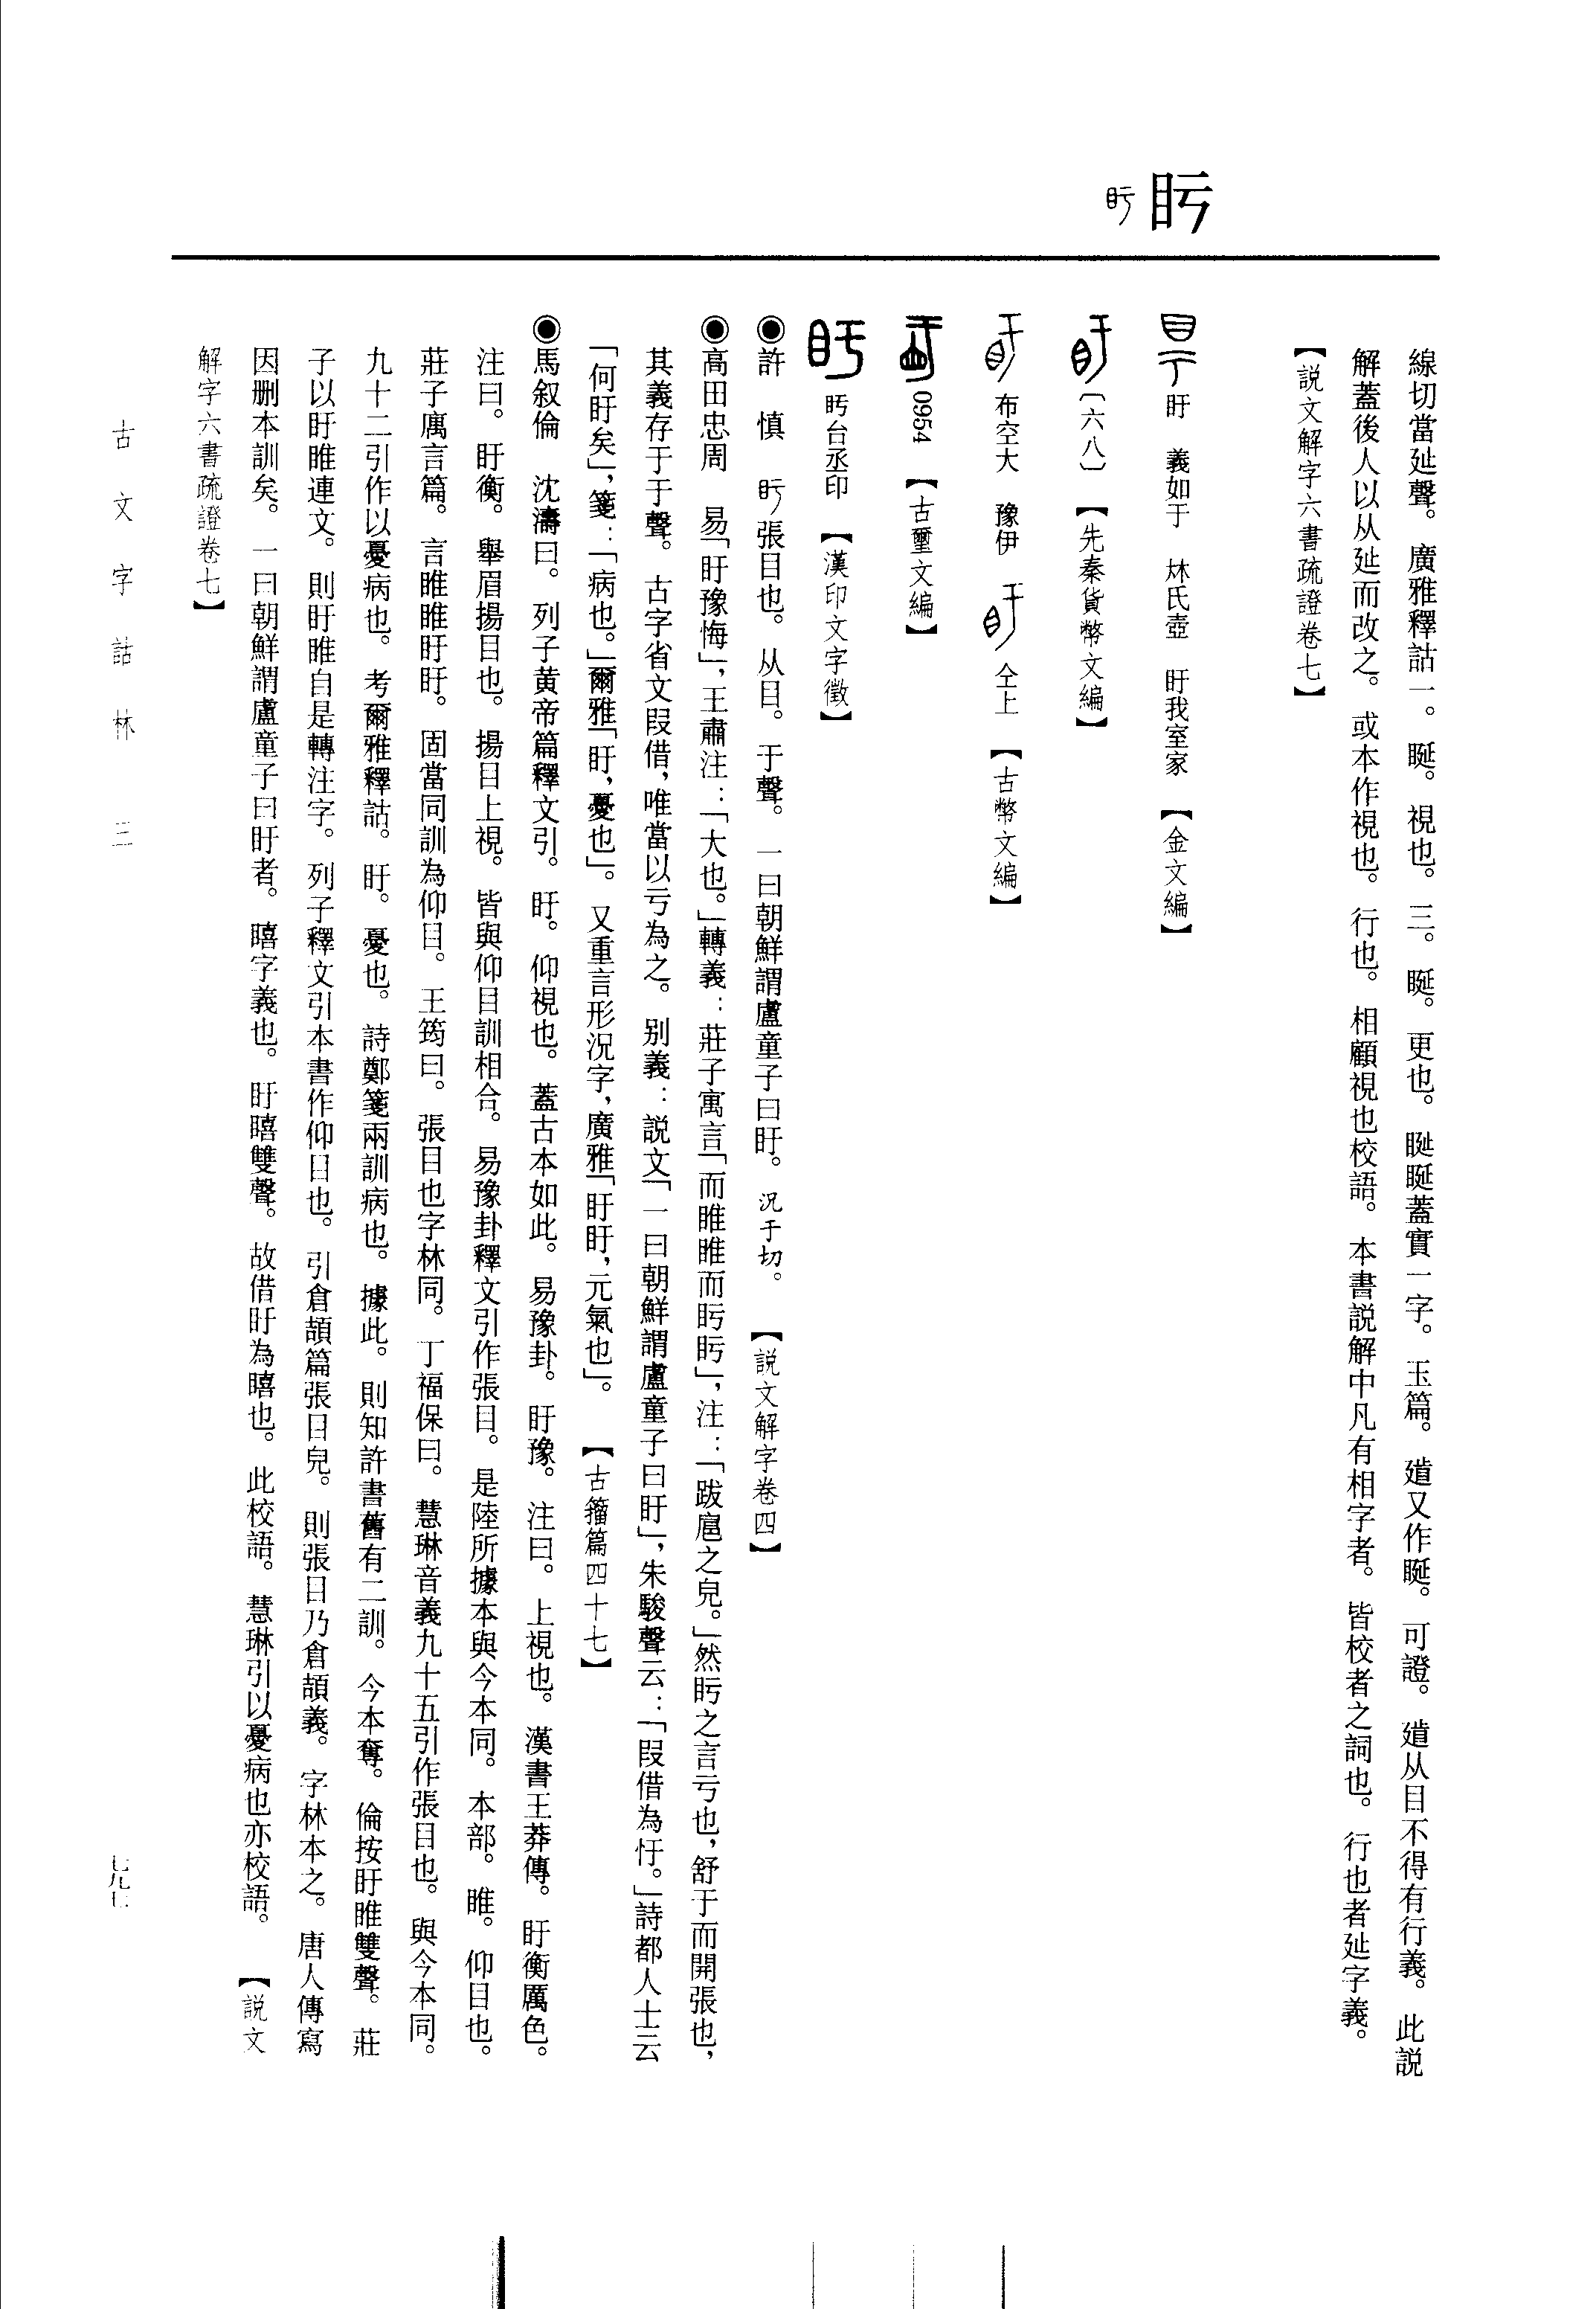 盱
線切當延聲。廣雅釋詁一。䀽。視也。三。䀽。更也。䀽䀽蓋實一字。玉篇。𨔣又作䀽。可證。𨔣从目不得有行義。此説
解蓋後人以从延而改之。或本作視也。行也。相顧視也校語。本書説解中凡有相字者。皆校者之詞也。行也者延字義。
【説文解字六書疏證卷七】
盱 義如于 𣏟氏壺 盱我室家 【金文編】
〔六八〕【先秦貨幣文編】
布空大 豫伊 仝上 【古幣文編】
0954 【古璽文編】
盱台丞印 【漢印文字徵】
◉許 慎 張目也。从目。于聲。一曰朝鮮謂盧童子曰盱。況于切。 【説文解字卷四】
◉高田忠周 易「盱豫悔」，王肅注：「大也。」轉義：莊子寓言「而睢睢而盱盱」，注：「跋扈之皃。」然盱之言亏也，舒于而開張也，
其義存于于聲。古字省文叚借，唯當以亏為之。別義：説文「一曰朝鮮謂盧童子曰盱」，朱駿聲云：「叚借為忓。」詩都人士云
「何盱矣」，箋：「病也。」爾雅「盱，憂也」。又重言形況字，廣雅「盱盱，元氣也」。 【古籀篇四十七】
◉馬叙倫 沈濤曰。列子黄帝篇釋文引。盱。仰視也。蓋古本如此。易豫卦。盱豫。注曰。上視也。漢書王莽傳。盱衡厲色。
注曰。盱衡。舉眉揚目也。揚目上視。皆與仰目訓相合。易豫卦釋文引作張目。是陸所據本與今本同。本部。睢。仰目也。
莊子寓言篇。言睢睢盱盱。固當同訓為仰目。王筠曰。張目也字林同。丁福保曰。慧琳音義九十五引作張目也。與今本同。
九十二引作以憂病也。考爾雅釋詁。盱。憂也。詩鄭箋兩訓病也。據此。則知許書舊有二訓。今本奪。倫按盱睢雙聲。莊
子以盱睢連文。則盱睢自是轉注字。列子釋文引本書作仰目也。引倉頡篇張目皃。則張目乃倉頡義。字林本之。唐人傳寫
因刪本訓矣。一曰朝鮮謂盧童子曰盱者。瞦字義也。盱瞦雙聲。故借盱為瞦也。此校語。慧琳引以憂病也亦校語。 【説文
解字六書疏證卷七】
古文字詁林 三
七九七